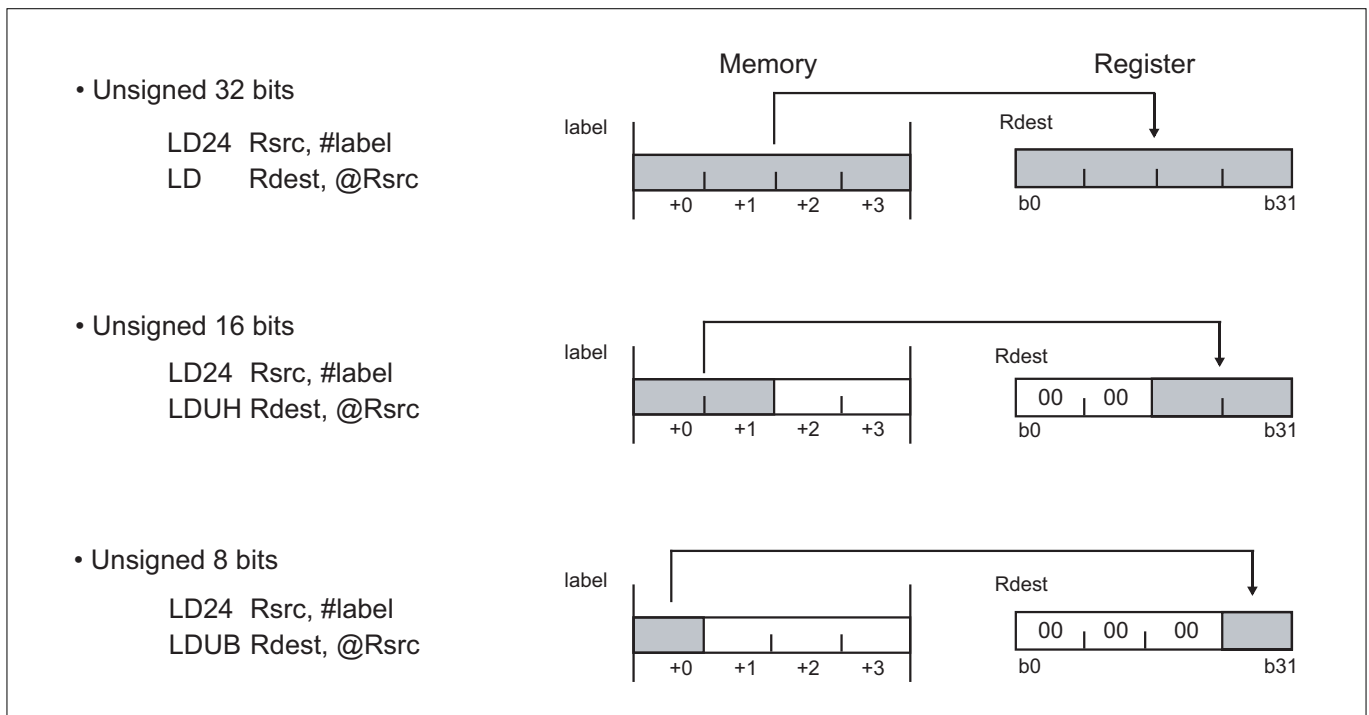 Memory Register
• Unsigned 32 bits
LD24 Rsrc, #label
LD Rdest, @Rsrc
label
+0 +1 +2 +3
Rdest
b0 b31
• Unsigned 16 bits
LD24 Rsrc, #label
LDUH Rdest, @Rsrc
label
+0 +1 +2 +3
Rdest
00 00
b0 b31
• Unsigned 8 bits
LD24 Rsrc, #label
LDUB Rdest, @Rsrc
label
+0 +1 +2 +3
Rdest
00 00 00
b0 b31